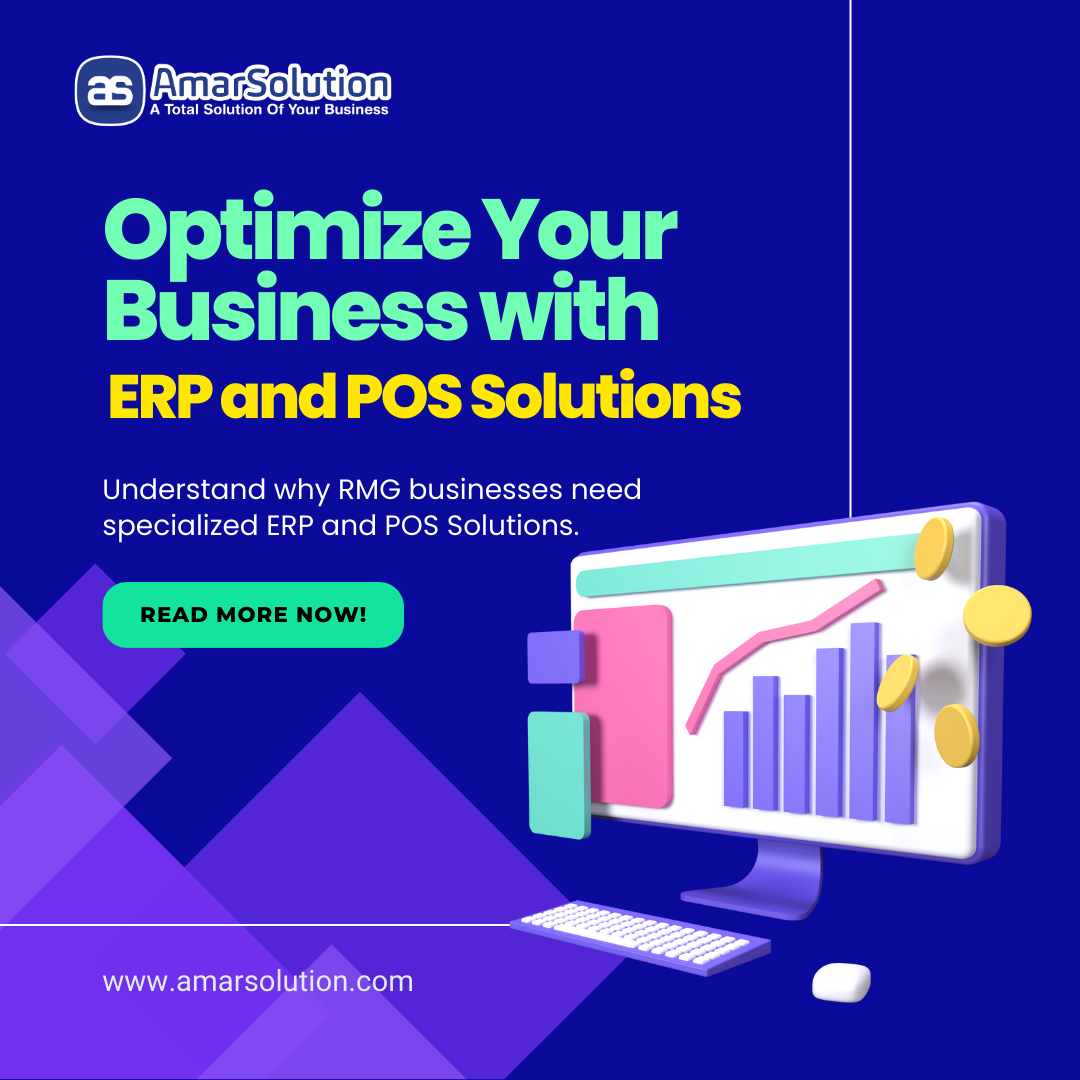 as AmarSolution
A Total Solution Of Your Business
Optimize Your
Business with
ERP and POS Solutions
Understand why RMG businesses need
specialized ERP and POS Solutions.
READ MORE NOW!
www.amarsolution.com